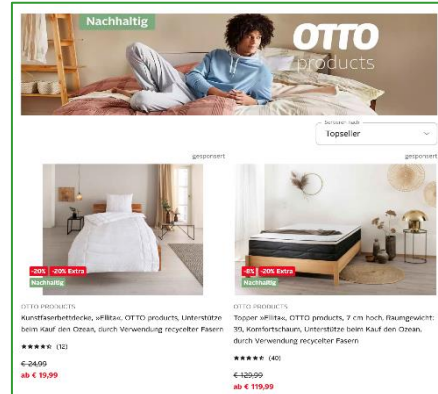 Nachhaltig
OTTO
products
Sortieren nach
Topseller
gesponsert
gesponsert
-20% -20% Extra
Nachhaltig
-8% -20% Extra
Nachhaltig
OTTO PRODUCTS
Kunstfaserbettdecke, »Ellita«, OTTO products, Unterstütze
beim Kauf den Ozean, durch Verwendung recycelter Fasern
(12)
€ 24,99
ab € 19,99
OTTO PRODUCTS
Topper »Ellita«, OTTO products, 7 cm hoch, Raumgewicht:
39, Komfortschaum, Unterstütze beim Kauf den Ozean,
durch Verwendung recycelter Fasern
(40)
€ 129,99
ab € 119,99